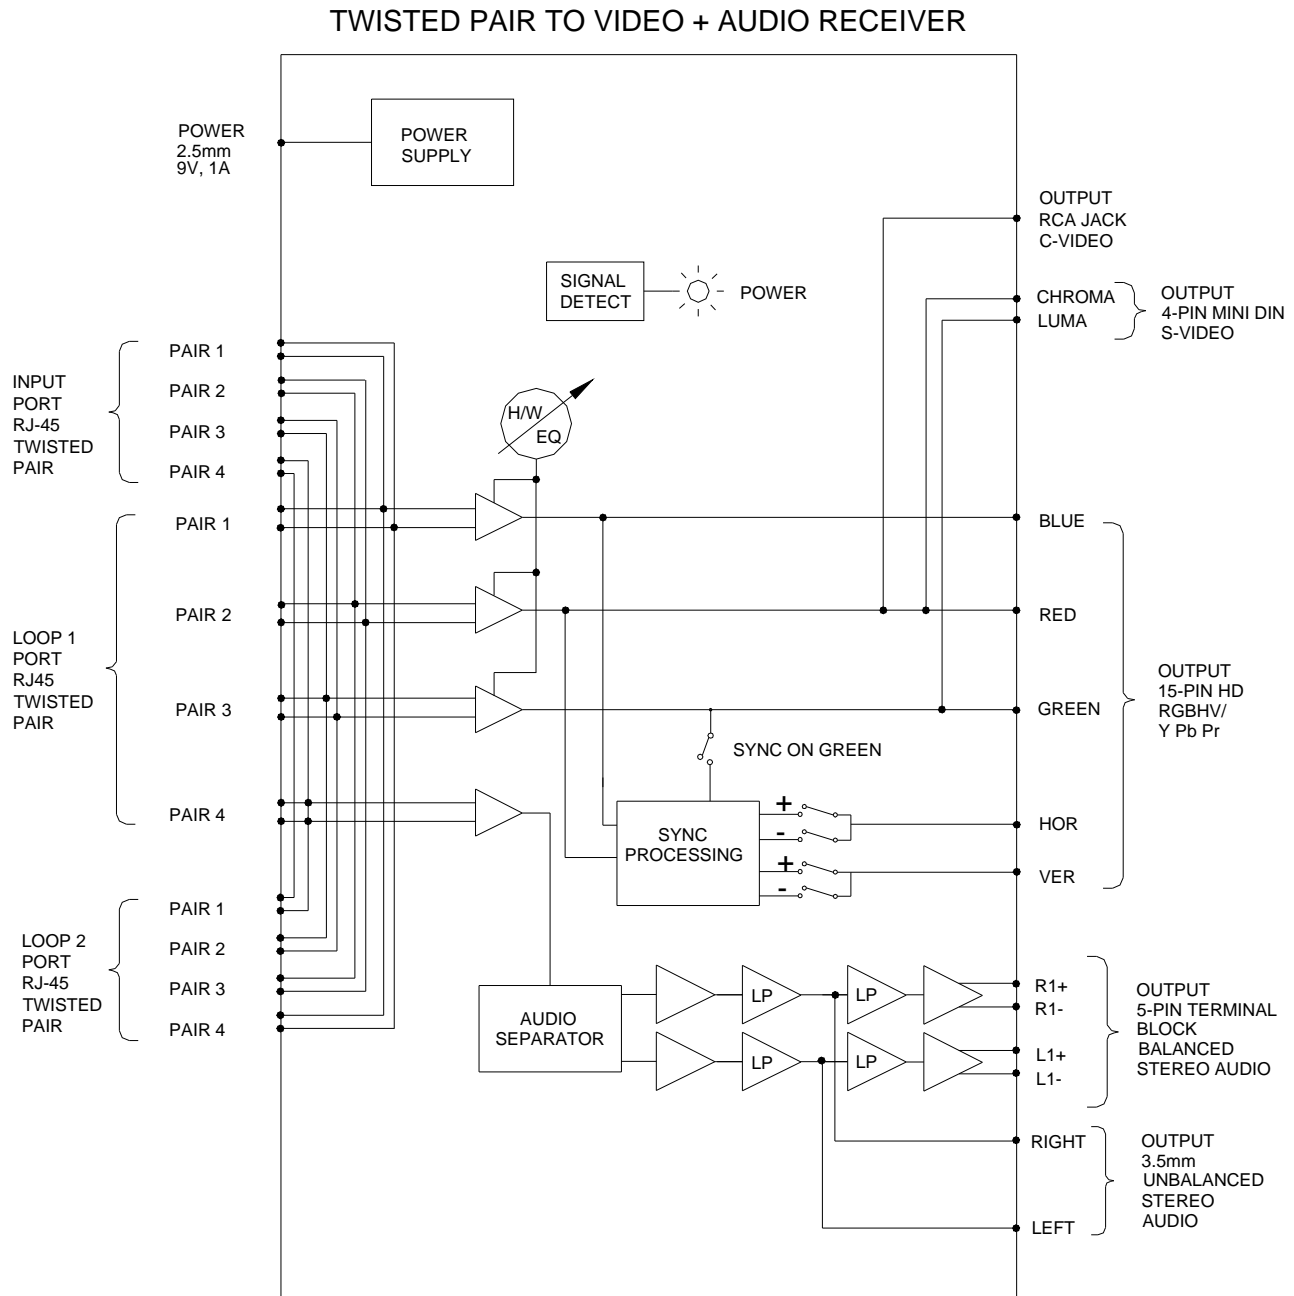 TWISTED PAIR TO VIDEO + AUDIO RECEIVER
POWER
2.5mm
9V, 1A
POWER
SUPPLY
OUTPUT
RCA JACK
C-VIDEO
SIGNAL
DETECT
POWER
CHROMA
LUMA
OUTPUT
4-PIN MINI DIN
S-VIDEO
INPUT
PORT
RJ-45
TWISTED
PAIR
PAIR 1
PAIR 2
PAIR 3
PAIR 4
H/W
EQ
LOOP 1
PORT
RJ45
TWISTED
PAIR
PAIR 1
PAIR 2
PAIR 3
PAIR 4
BLUE
RED
GREEN
HOR
VER
OUTPUT
15-PIN HD
RGBHV/
Y Pb Pr
SYNC ON GREEN
SYNC
PROCESSING
+
-
+
-
LOOP 2
PORT
RJ-45
TWISTED
PAIR
PAIR 1
PAIR 2
PAIR 3
PAIR 4
AUDIO
SEPARATOR
LP
LP
LP
LP
R1+
R1-
L1+
L1-
OUTPUT
5-PIN TERMINAL
BLOCK
BALANCED
STEREO AUDIO
RIGHT
LEFT
OUTPUT
3.5mm
UNBALANCED
STEREO
AUDIO